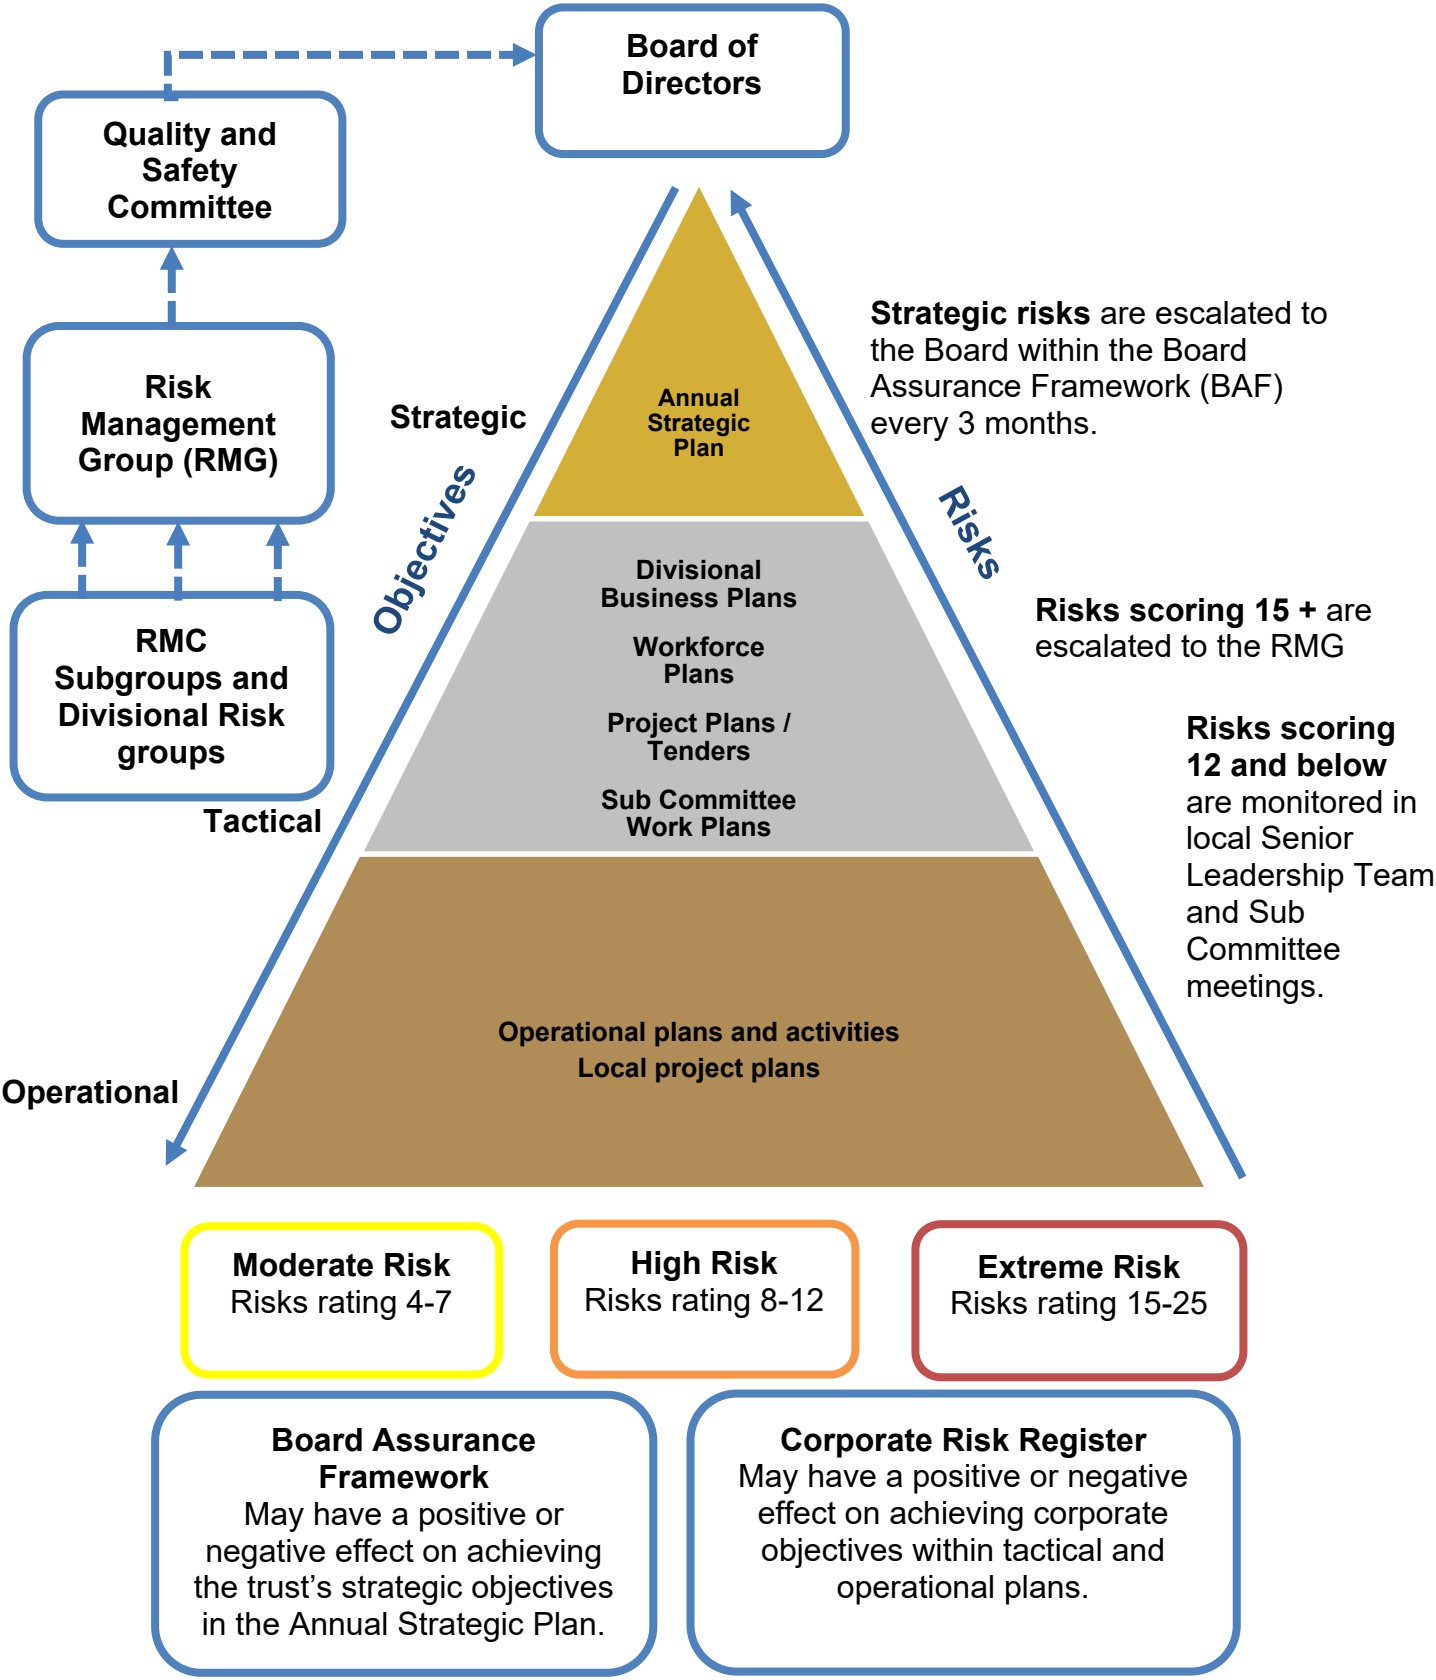 Board of
Directors
Quality and
Safety
Committee
Risk
Management
Group (RMG)
RMC
Subgroups and
Divisional Risk
groups
Strategic
Objectives
Tactical
Operational
Annual
Strategic
Plan
Divisional
Business Plans
Workforce
Plans
Project Plans /
Tenders
Sub Committee
Work Plans
Operational plans and activities
Local project plans
Risks
Strategic risks are escalated to
the Board within the Board
Assurance Framework (BAF)
every 3 months.
Risks scoring 15 + are
escalated to the RMG
Risks scoring
12 and below
are monitored in
local Senior
Leadership Team
and Sub
Committee
meetings.
Moderate Risk
Risks rating 4-7
High Risk
Risks rating 8-12
Extreme Risk
Risks rating 15-25
Board Assurance
Framework
May have a positive or
negative effect on achieving
the trust’s strategic objectives
in the Annual Strategic Plan.
Corporate Risk Register
May have a positive or negative
effect on achieving corporate
objectives within tactical and
operational plans.